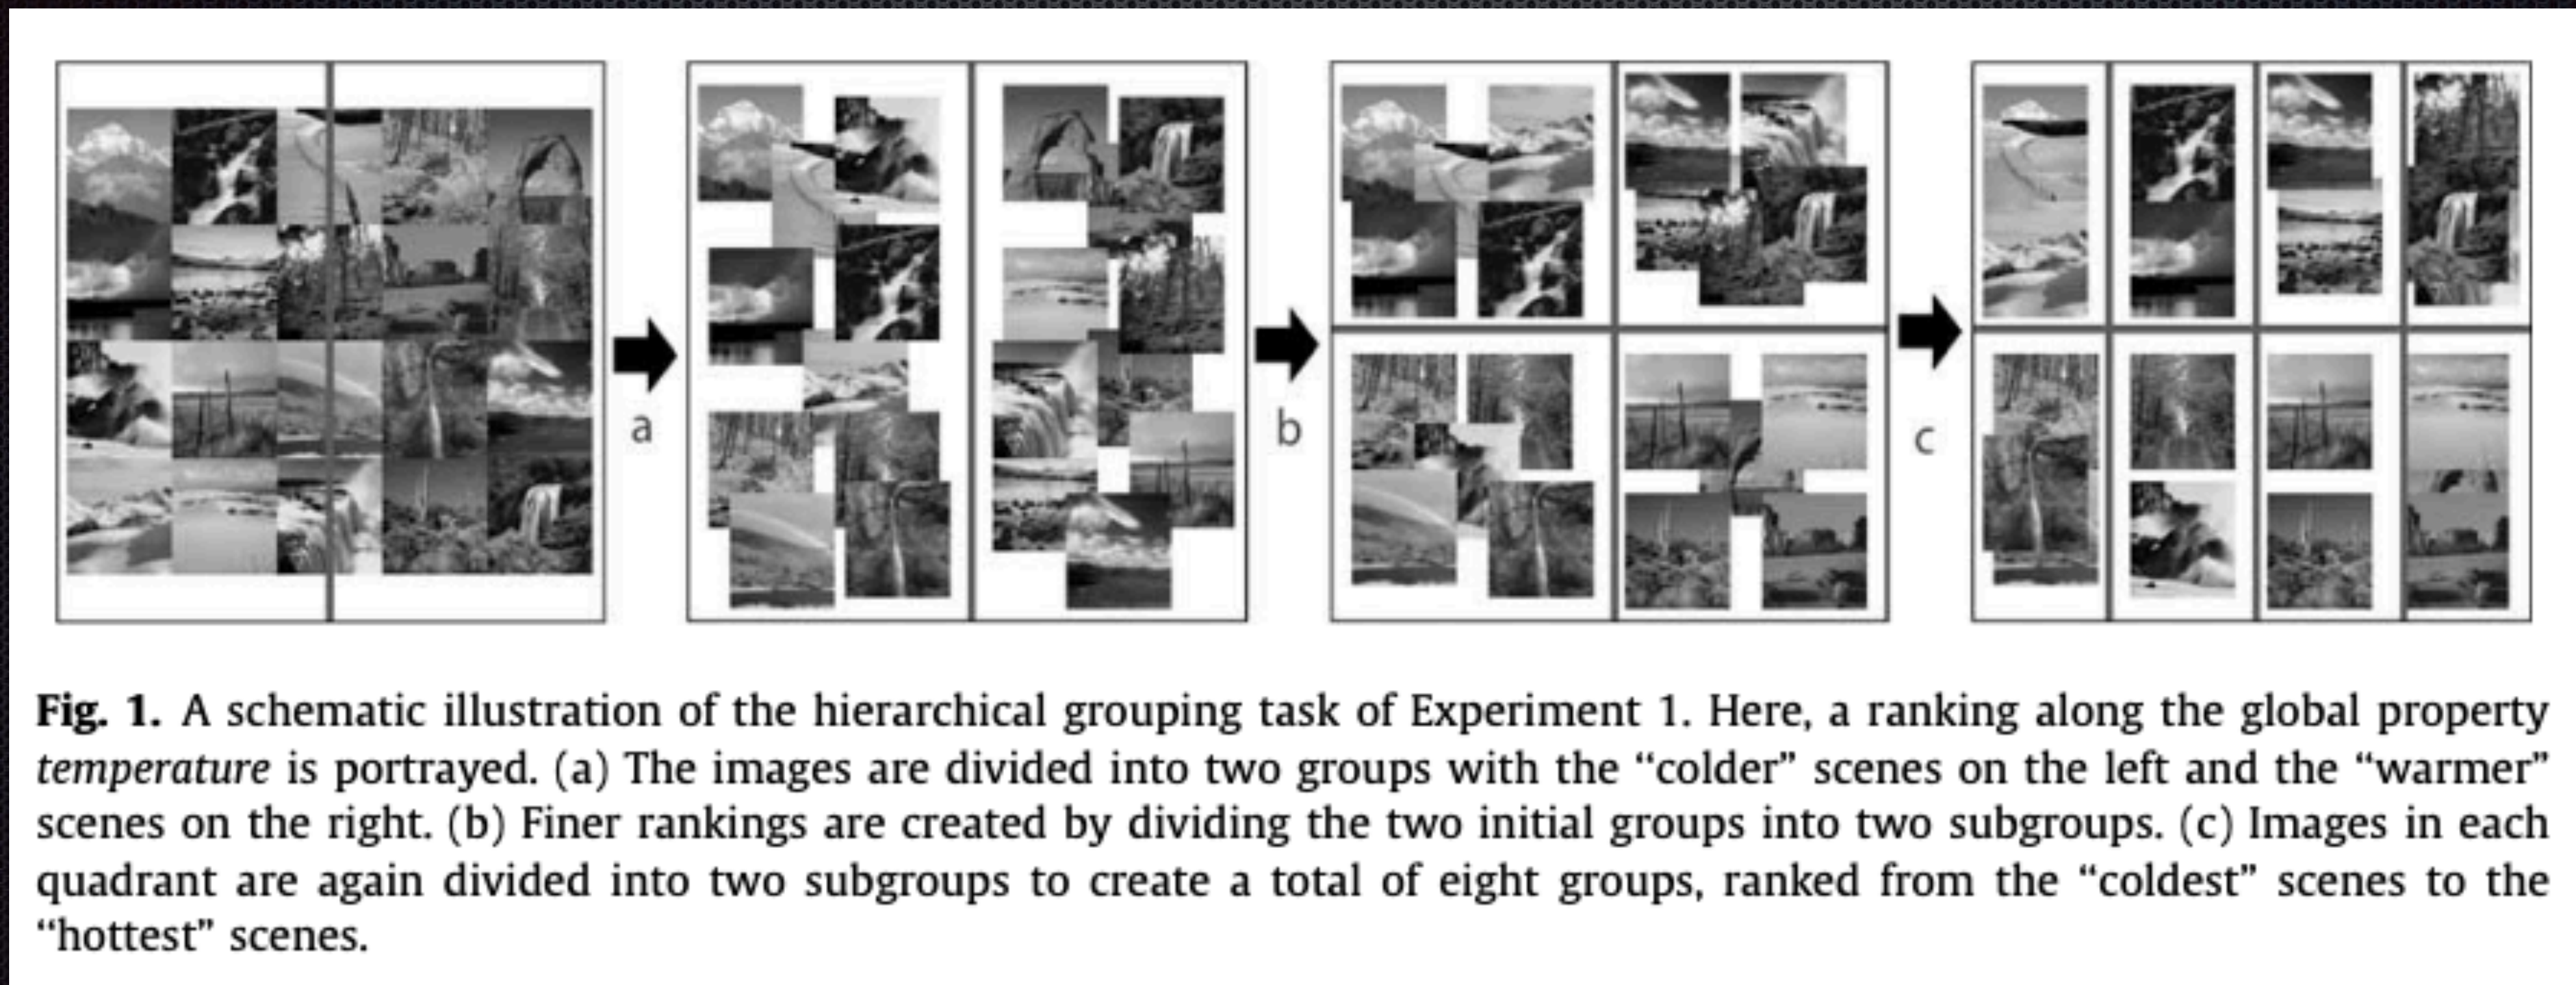 a
b
c
Fig. 1. A schematic illustration of the hierarchical grouping task of Experiment 1. Here, a ranking along the global property
temperature is portrayed. (a) The images are divided into two groups with the “colder” scenes on the left and the “warmer”
scenes on the right. (b) Finer rankings are created by dividing the two initial groups into two subgroups. (c) Images in each
quadrant are again divided into two subgroups to create a total of eight groups, ranked from the “coldest” scenes to the
“hottest” scenes.